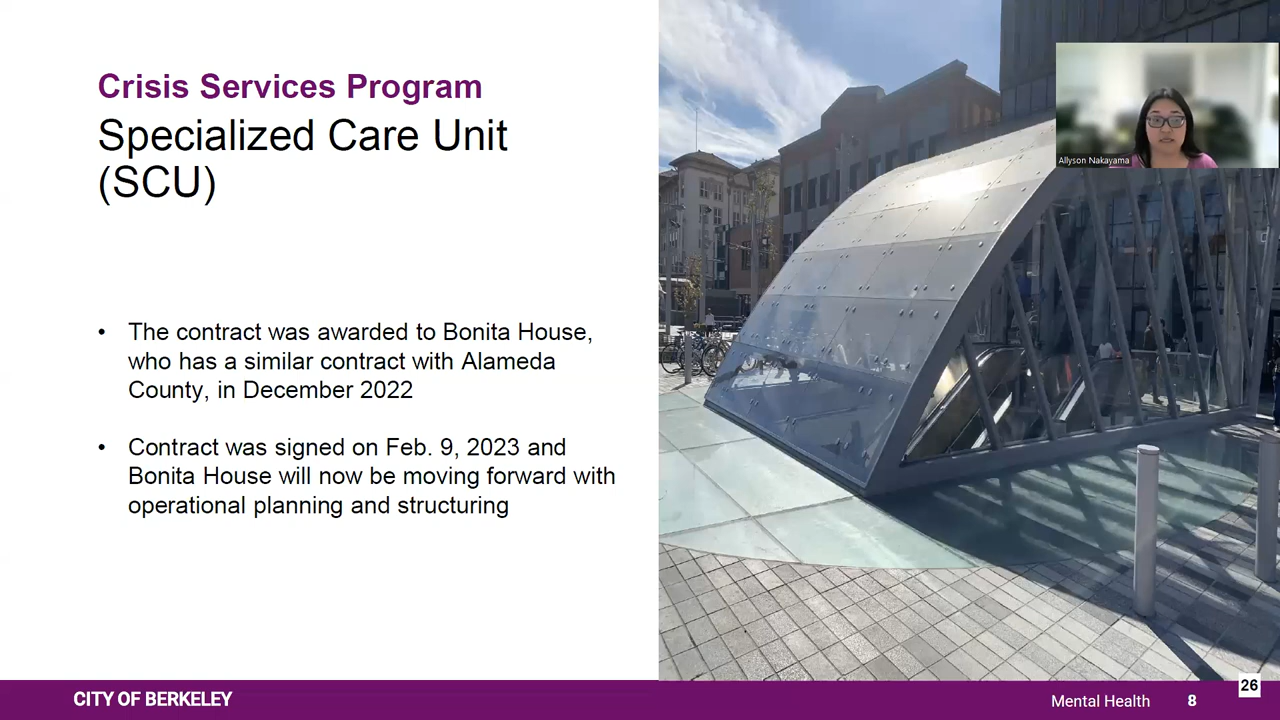 Crisis Services Program
Specialized Care Unit
(SCU)
• The contract was awarded to Bonita House,
who has a similar contract with Alameda
County, in December 2022
• Contract was signed on Feb. 9, 2023 and
Bonita House will now be moving forward with
operational planning and structuring
Allyson Nakayama
CITY OF BERKELEY
Mental Health 8
26